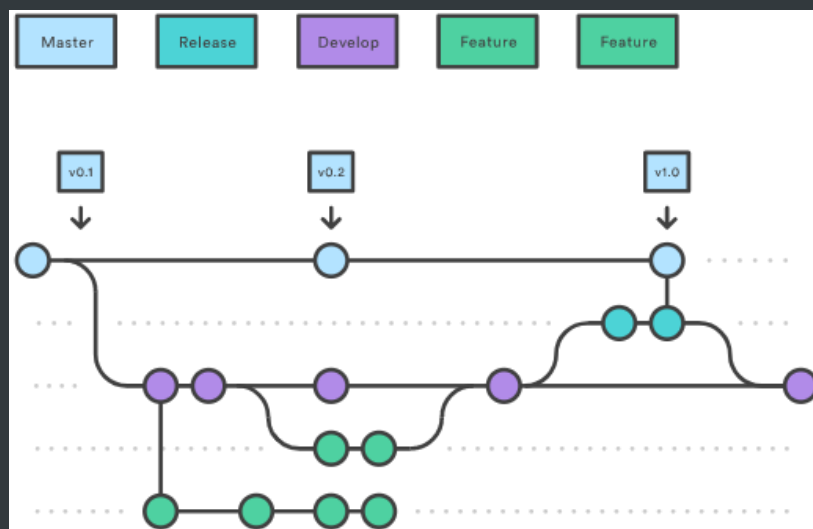 Master
Release
Develop
Feature
Feature
v0.1
v0.2
v1.0